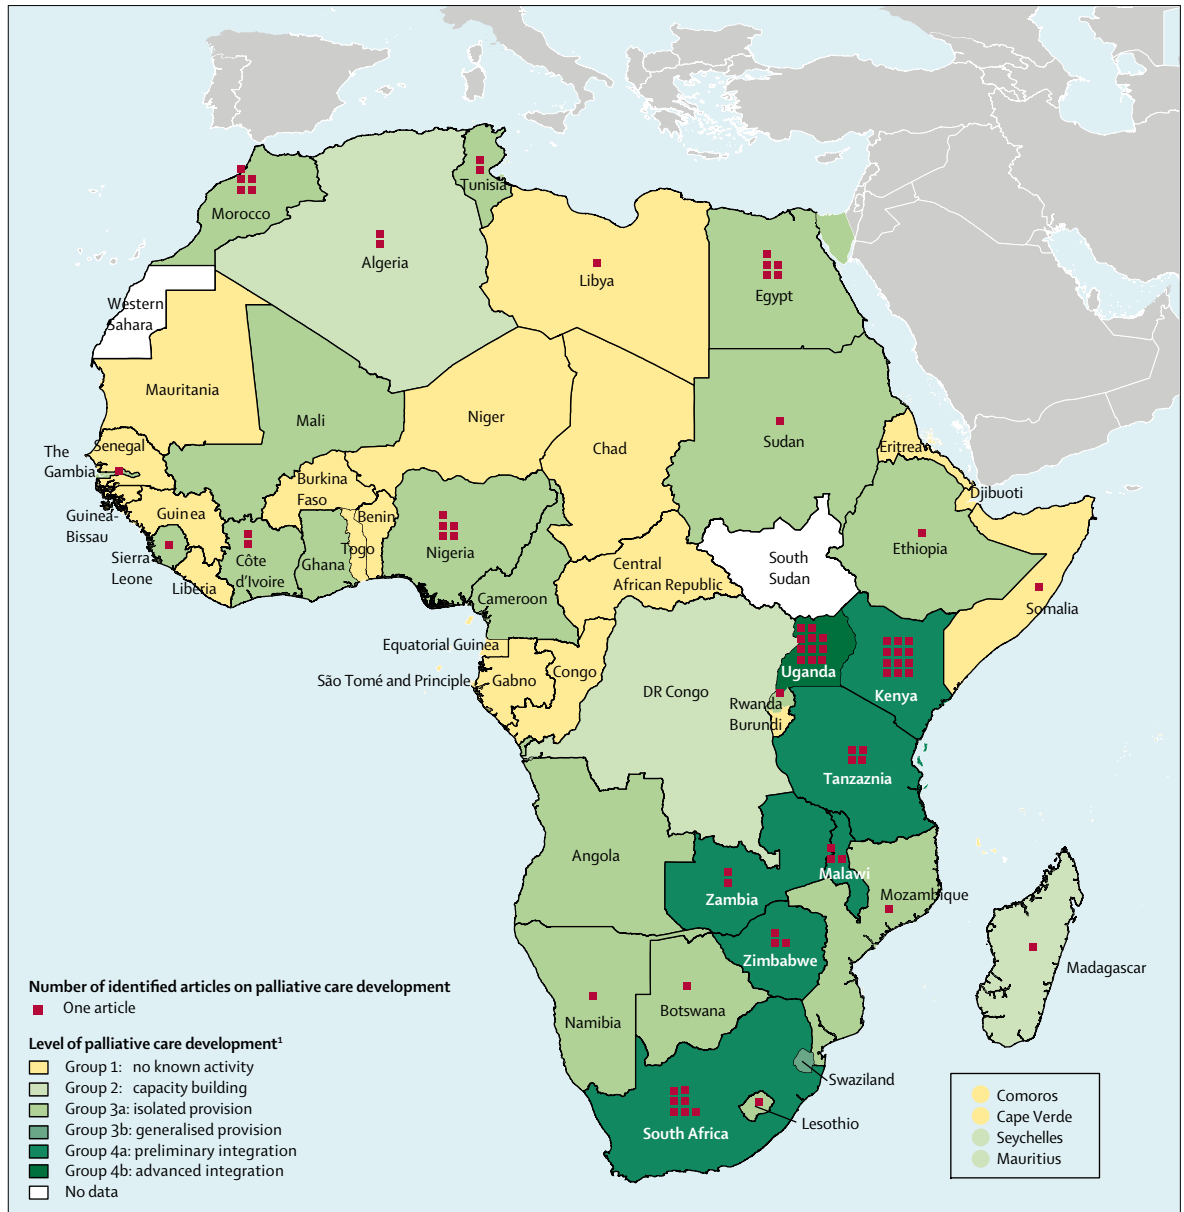 Morocco
Tunisia
Algeria
Libya
Egypt
Western
Sahara
Mauritania
Mali
Niger
Chad
Sudan
Eritrea
Djibouti
The
Gambia
Senegal
Guinea-
Bissau
Guinea
Sierra
Leone
Liberia
Burkina
Faso
Côte
d'Ivoire
Ghana
Togo
Benin
Nigeria
Cameroon
Central
African Republic
South
Sudan
Ethiopia
Somalia
Equatorial Guinea
São Tomé and Principle
Gabno
Congo
DR Congo
Uganda
Kenya
Rwanda
Burundi
Tanzaznia
Angola
Zambia
Malawi
Mozambique
Zimbabwe
Madagascar
Namibia
Botswana
Swaziland
South Africa
Lesothio
Number of identified articles on palliative care development
One article
Level of palliative care development¹
Group 1: no known activity
Group 2: capacity building
Group 3a: isolated provision
Group 3b: generalised provision
Group 4a: preliminary integration
Group 4b: advanced integration
No data
Comoros
Cape Verde
Seychelles
Mauritius